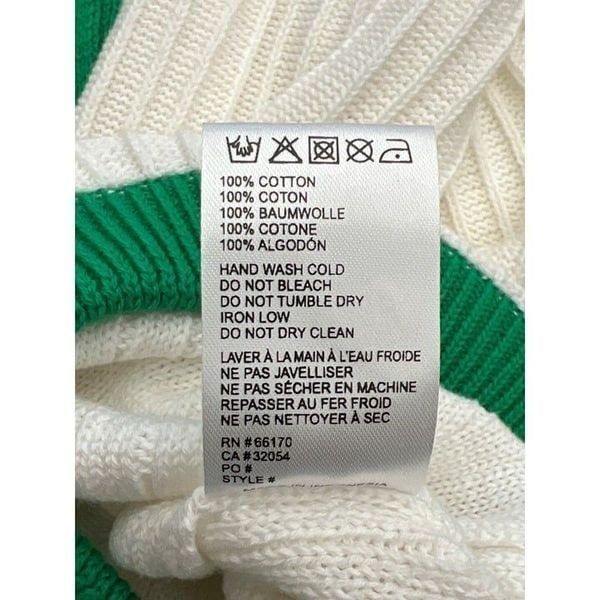 100% COTTON
100% COTON
100% BAUMWOLLE
100% COTONE
100% ALGODÓN
HAND WASH COLD
DO NOT BLEACH
DO NOT TUMBLE DRY
IRON LOW
DO NOT DRY CLEAN
LAVER À LA MAIN À L'EAU FROIDE
NE PAS JAVELLISER
NE PAS SÉCHER EN MACHINE
REPASSER AU FER FROID
NE PAS NETTOYER À SEC
RN #66170
CA #32054
PO #
STYLE #